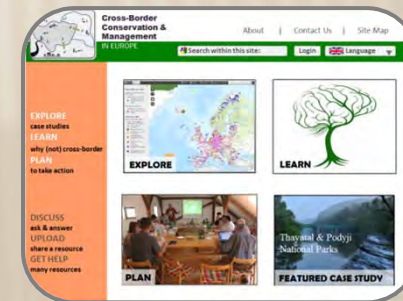 Cross-Border
Conservation &
Management
IN EUROPE
About | Contact Us | Site Map
Search within this site:
Login
Language
EXPLORE
case studies
LEARN
why (not) cross-border
PLAN
to take action
DISCUSS
ask & answer
UPLOAD
share a resource
GET HELP
many resources
EXPLORE
LEARN
PLAN
Thayatal & Podyji
National Parks
FEATURED CASE STUDY